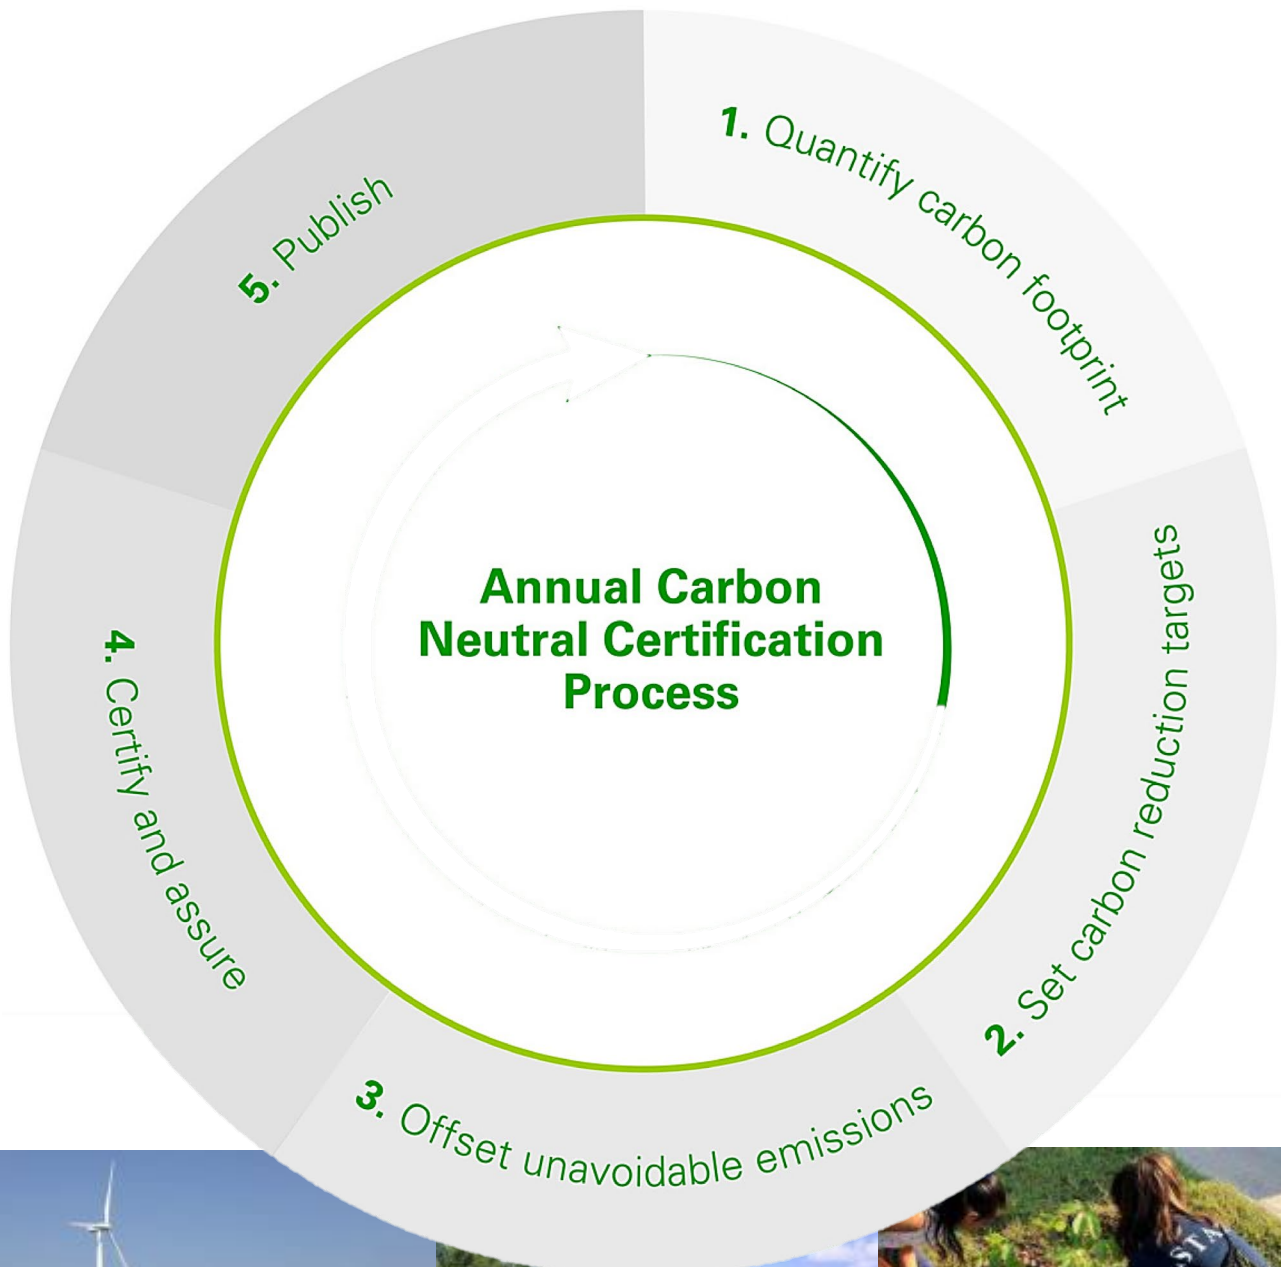 Annual Carbon
Neutral Certification
Process
1. Quantify carbon footprint
2. Set carbon reduction targets
3. Offset unavoidable emissions
4. Certify and assure
5. Publish